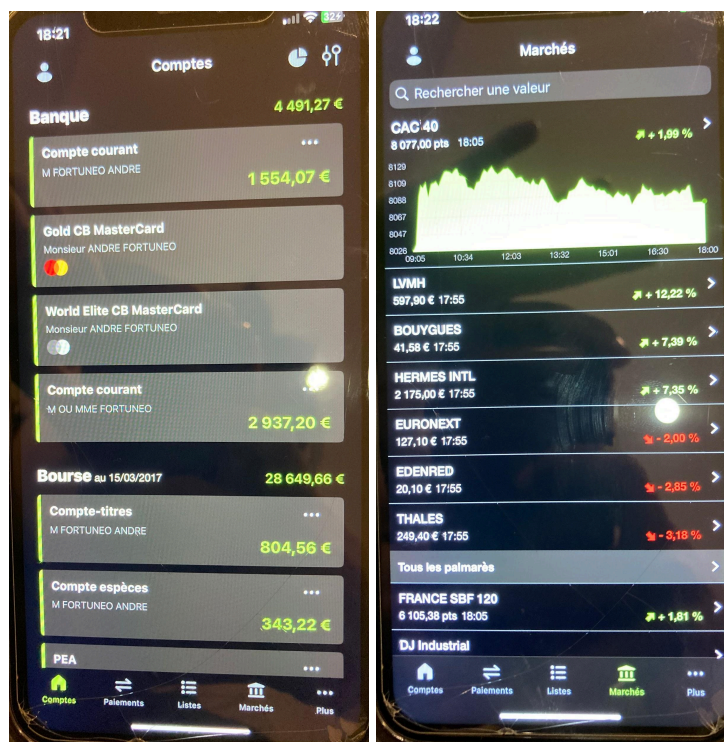 18:21
32
Comptes
Banque
4 491,27 €
Compte courant
M FORTUNEO ANDRE
1 554,07 €
Gold CB MasterCard
Monsieur ANDRE FORTUNEO
World Elite CB MasterCard
Monsieur ANDRE FORTUNEO
Compte courant
M OU MME FORTUNEO
2 937,20 €
Bourse au 15/03/2017
28 649,66 €
Compte-titres
M FORTUNEO ANDRE
804,56 €
Compte espèces
M FORTUNEO ANDRE
343,22 €
PEA
Comptes
Paiements
Listes
Marchés
Plus
18:22
Marchés
Rechercher une valeur
CAC 40
+ 1,99 %
8 077,00 pts 18:05
8129
8109
8088
8067
8047
8026
09:05 10:34 12:03 13:32 15:01 16:30 18:00
LVMH
597,90 € 17:55
+ 12,22 %
BOUYGUES
41,58 € 17:55
+ 7,39 %
HERMES INTL
2 175,00 € 17:55
+ 7,35 %
EURONEXT
127,10 € 17:55
- 2,00 %
EDENRED
20,10 € 17:55
- 2,85 %
THALES
249,40 € 17:55
- 3,18 %
Tous les palmarès
FRANCE SBF 120
6 105,38 pts 18:05
+ 1,81 %
DJ Industrial
Comptes
Paiements
Listes
Marchés
Plus